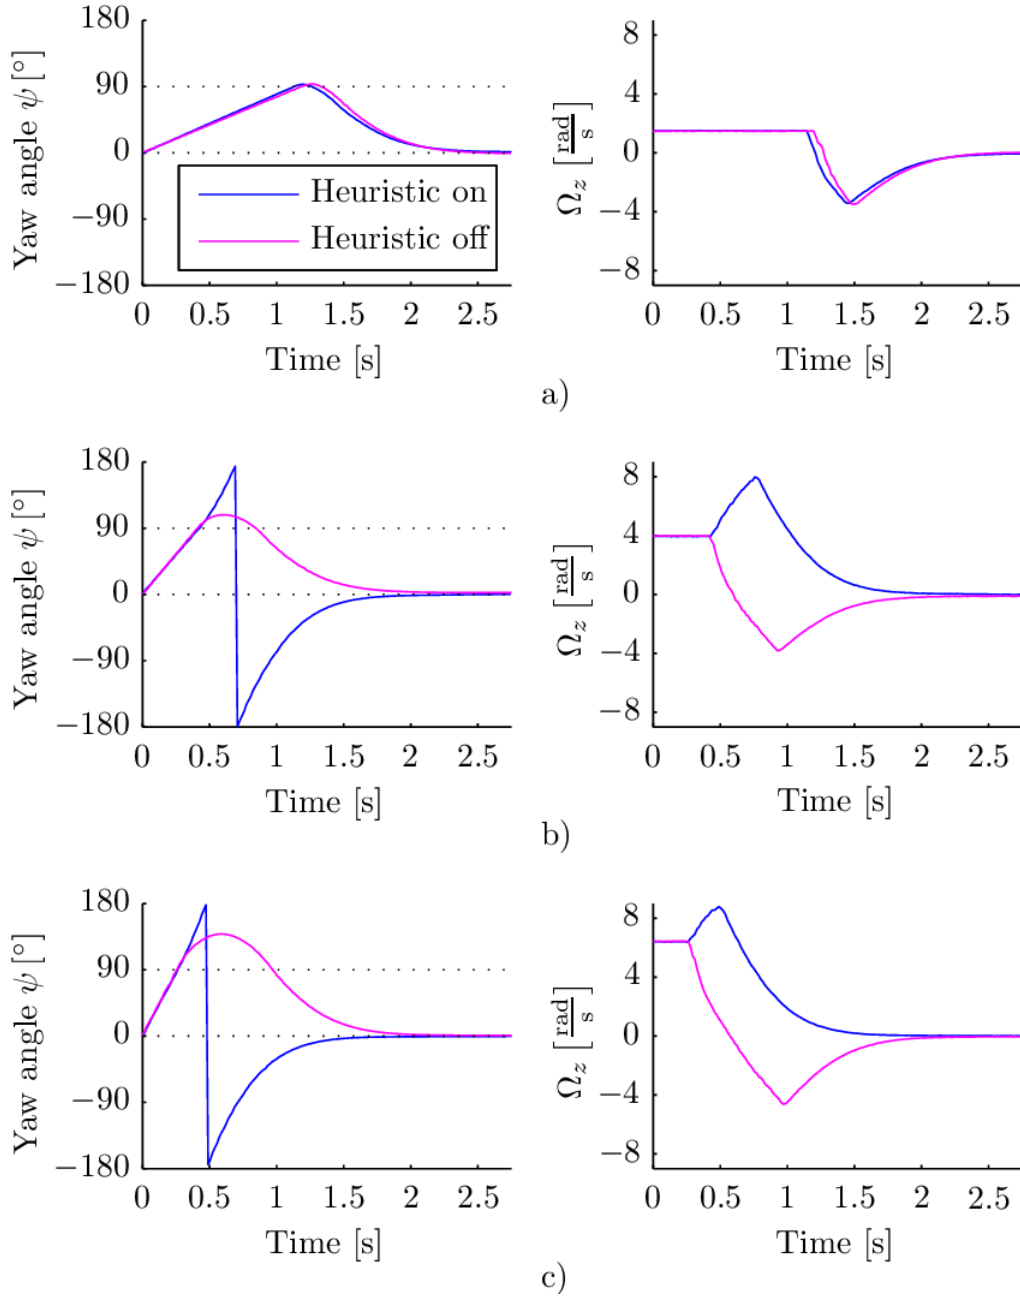 180
90
0
−90
−180
Yaw angle ψ [°]
Heuristic on
Heuristic off
0 0.5 1 1.5 2 2.5
Time [s]
8
4
0
−4
−8
Ω_z [rad/s]
0 0.5 1 1.5 2 2.5
Time [s]
a)
180
90
0
−90
−180
Yaw angle ψ [°]
0 0.5 1 1.5 2 2.5
Time [s]
8
4
0
−4
−8
Ω_z [rad/s]
0 0.5 1 1.5 2 2.5
Time [s]
b)
180
90
0
−90
−180
Yaw angle ψ [°]
0 0.5 1 1.5 2 2.5
Time [s]
8
4
0
−4
−8
Ω_z [rad/s]
0 0.5 1 1.5 2 2.5
Time [s]
c)